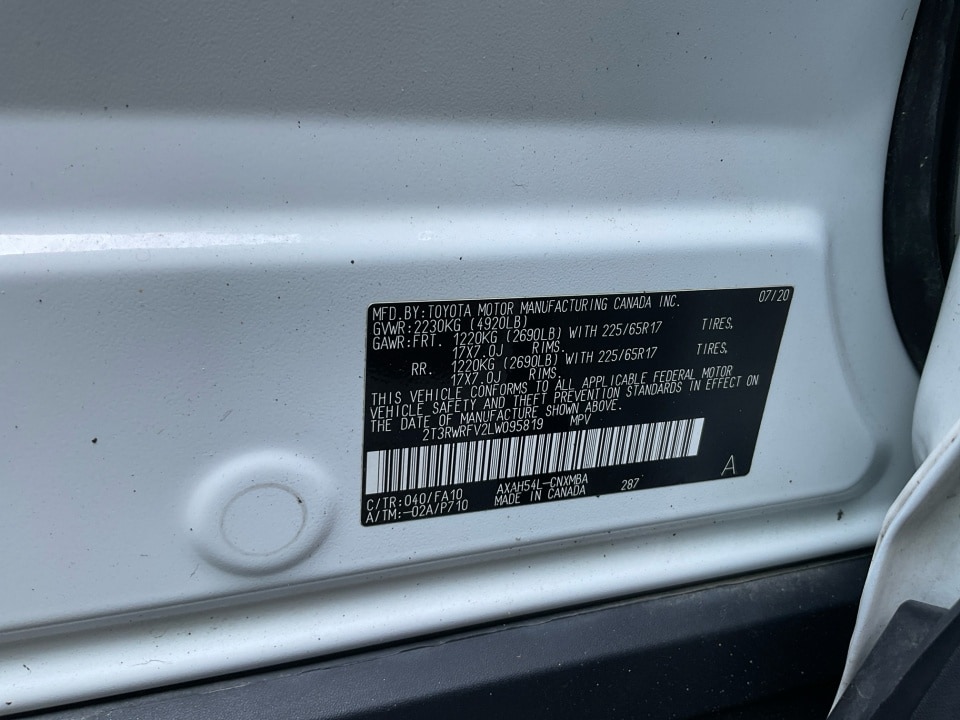 MFD.BY:TOYOTA MOTOR MANUFACTURING CANADA INC. 07/20
GVWR:2230KG (4920LB)
GAWR:FRT. 1220KG (2690LB) WITH 225/65R17 TIRES,
17X7.0J RIMS.
RR. 1220KG (2690LB) WITH 225/65R17 TIRES,
17X7.0J RIMS.
THIS VEHICLE CONFORMS TO ALL APPLICABLE FEDERAL MOTOR
VEHICLE SAFETY AND THEFT PREVENTION STANDARDS IN EFFECT ON
THE DATE OF MANUFACTURE SHOWN ABOVE.
2T3RWRFV2LW095819 MPV
C/TR:040/FA10 AXAH54L-CNXMBA 287 A
A/TM:-02A/P710 MADE IN CANADA